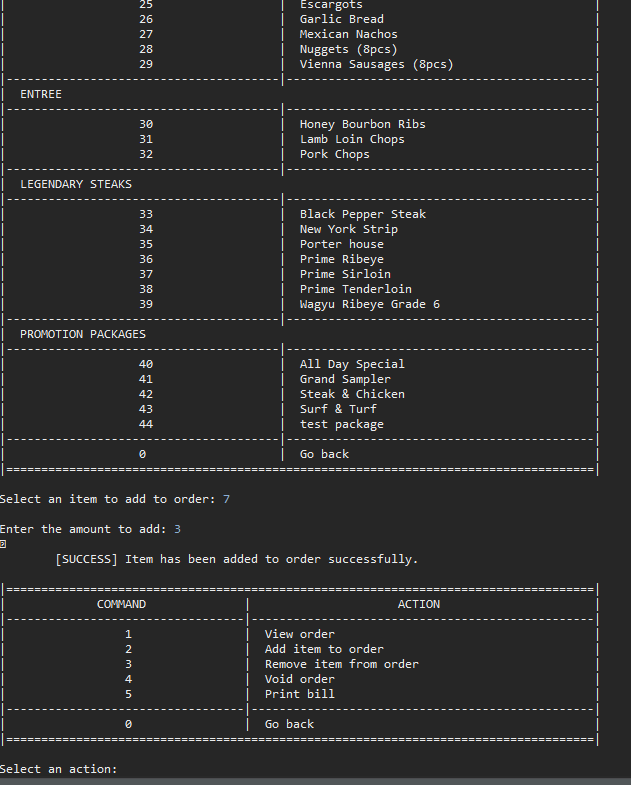 25 | Escargots |
| 26 | Garlic Bread |
| 27 | Mexican Nachos |
| 28 | Nuggets (8pcs) |
| 29 | Vienna Sausages (8pcs) |
|---------------------------------------|--------------------------------------------|
| ENTREE |
|---------------------------------------|--------------------------------------------|
| 30 | Honey Bourbon Ribs |
| 31 | Lamb Loin Chops |
| 32 | Pork Chops |
|---------------------------------------|--------------------------------------------|
| LEGENDARY STEAKS |
|---------------------------------------|--------------------------------------------|
| 33 | Black Pepper Steak |
| 34 | New York Strip |
| 35 | Porter house |
| 36 | Prime Ribeye |
| 37 | Prime Sirloin |
| 38 | Prime Tenderloin |
| 39 | Wagyu Ribeye Grade 6 |
|---------------------------------------|--------------------------------------------|
| PROMOTION PACKAGES |
|---------------------------------------|--------------------------------------------|
| 40 | All Day Special |
| 41 | Grand Sampler |
| 42 | Steak & Chicken |
| 43 | Surf & Turf |
| 44 | test package |
|---------------------------------------|--------------------------------------------|
| 0 | Go back |
|====================================================================================|
Select an item to add to order: 7
Enter the amount to add: 3
[SUCCESS] Item has been added to order successfully.
|====================================================================================|
| COMMAND | ACTION |
|----------------------------------|-------------------------------------------------|
| 1 | View order |
| 2 | Add item to order |
| 3 | Remove item from order |
| 4 | Void order |
| 5 | Print bill |
|----------------------------------|-------------------------------------------------|
| 0 | Go back |
|====================================================================================|
Select an action: